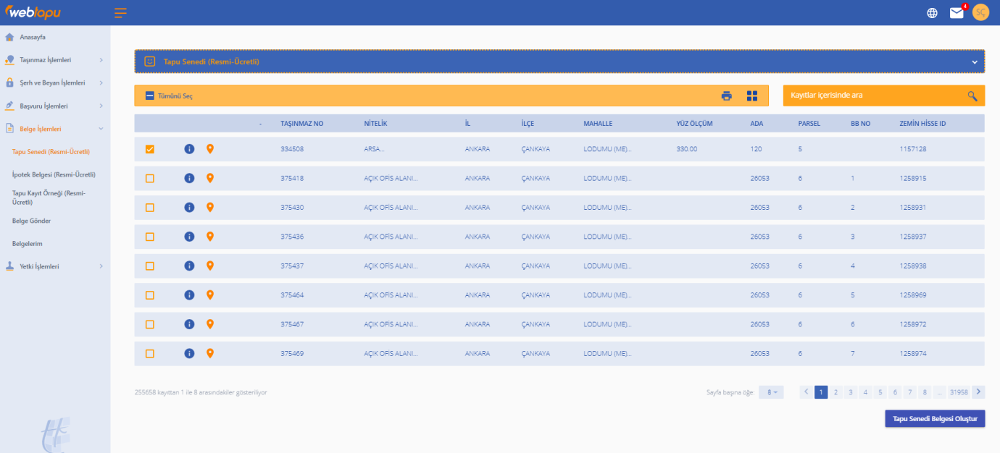 webtapu
4
SÇ
Anasayfa
Taşınmaz İşlemleri
Şerh ve Beyan İşlemleri
Başvuru İşlemleri
Belge İşlemleri
Tapu Senedi (Resmi-Ücretli)
İpotek Belgesi (Resmi-Ücretli)
Tapu Kayıt Örneği (Resmi-
Ücretli)
Belge Gönder
Belgelerim
Yetki İşlemleri
Tapu Senedi (Resmi-Ücretli)
Tümünü Seç
Kayıtlar içerisinde ara
- TAŞINMAZ NO NİTELİK İL İLÇE MAHALLE YÜZ ÖLÇÜM ADA PARSEL BB NO ZEMİN HİSSE ID
334508 ARSA... ANKARA ÇANKAYA LODUMU (ME)... 330.00 120 5 1157128
375418 AÇIK OFİS ALANI... ANKARA ÇANKAYA LODUMU (ME)... 26053 6 1 1258915
375430 AÇIK OFİS ALANI... ANKARA ÇANKAYA LODUMU (ME)... 26053 6 2 1258931
375436 AÇIK OFİS ALANI... ANKARA ÇANKAYA LODUMU (ME)... 26053 6 3 1258937
375437 AÇIK OFİS ALANI... ANKARA ÇANKAYA LODUMU (ME)... 26053 6 4 1258938
375464 AÇIK OFİS ALANI... ANKARA ÇANKAYA LODUMU (ME)... 26053 6 5 1258969
375467 AÇIK OFİS ALANI... ANKARA ÇANKAYA LODUMU (ME)... 26053 6 6 1258972
375469 AÇIK OFİS ALANI... ANKARA ÇANKAYA LODUMU (ME)... 26053 6 7 1258974
255658 kayıttan 1 ile 8 arasındakiler gösteriliyor
Sayfa başına öğe: 8 1 2 3 4 5 6 7 8 ... 31958
Tapu Senedi Belgesi Oluştur